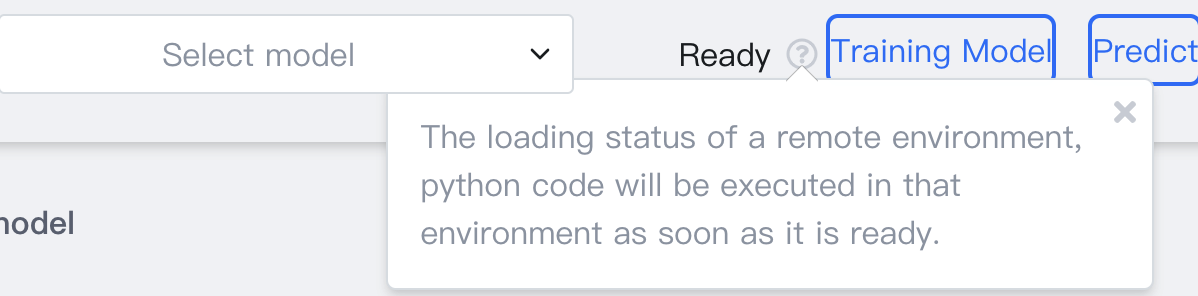 Select model
Ready ? Training Model Predict
The loading status of a remote environment,
python code will be executed in that
environment as soon as it is ready.
nodel